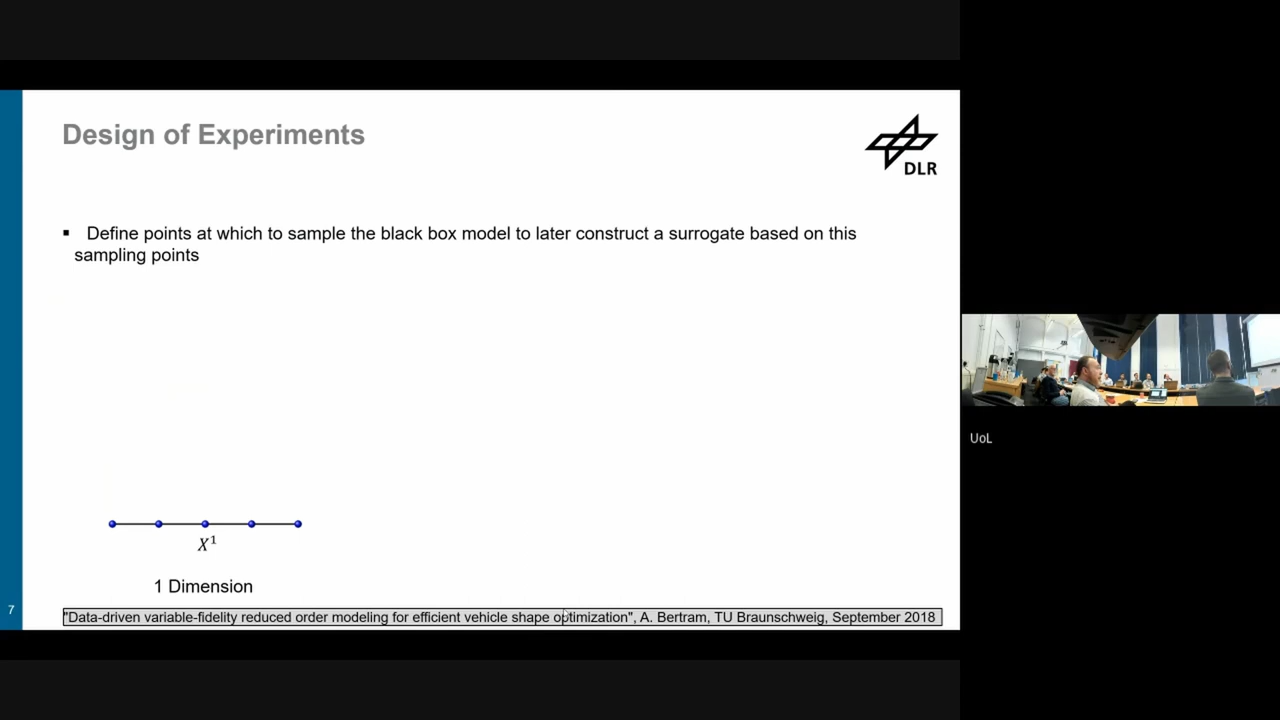 Design of Experiments
DLR
▪ Define points at which to sample the black box model to later construct a surrogate based on this
sampling points
X¹
1 Dimension
7
"Data-driven variable-fidelity reduced order modeling for efficient vehicle shape optimization", A. Bertram, TU Braunschweig, September 2018
UoL